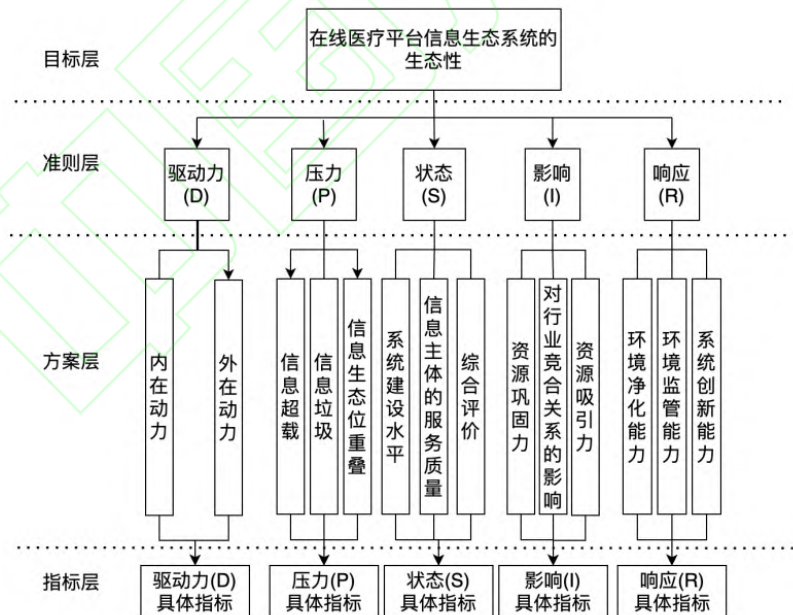 目标层
在线医疗平台信息生态系统的
生态性
准则层
驱动力
(D)
压力
(P)
状态
(S)
影响
(I)
响应
(R)
方案层
内在动力
外在动力
信息超载
信息垃圾
信息生态位重叠
系统建设水平
信息主体的服务质量
综合评价
资源巩固力
对行业竞合关系的影响
资源吸引力
环境净化能力
环境监管能力
系统创新能力
指标层
驱动力(D)
具体指标
压力(P)
具体指标
状态(S)
具体指标
影响(I)
具体指标
响应(R)
具体指标